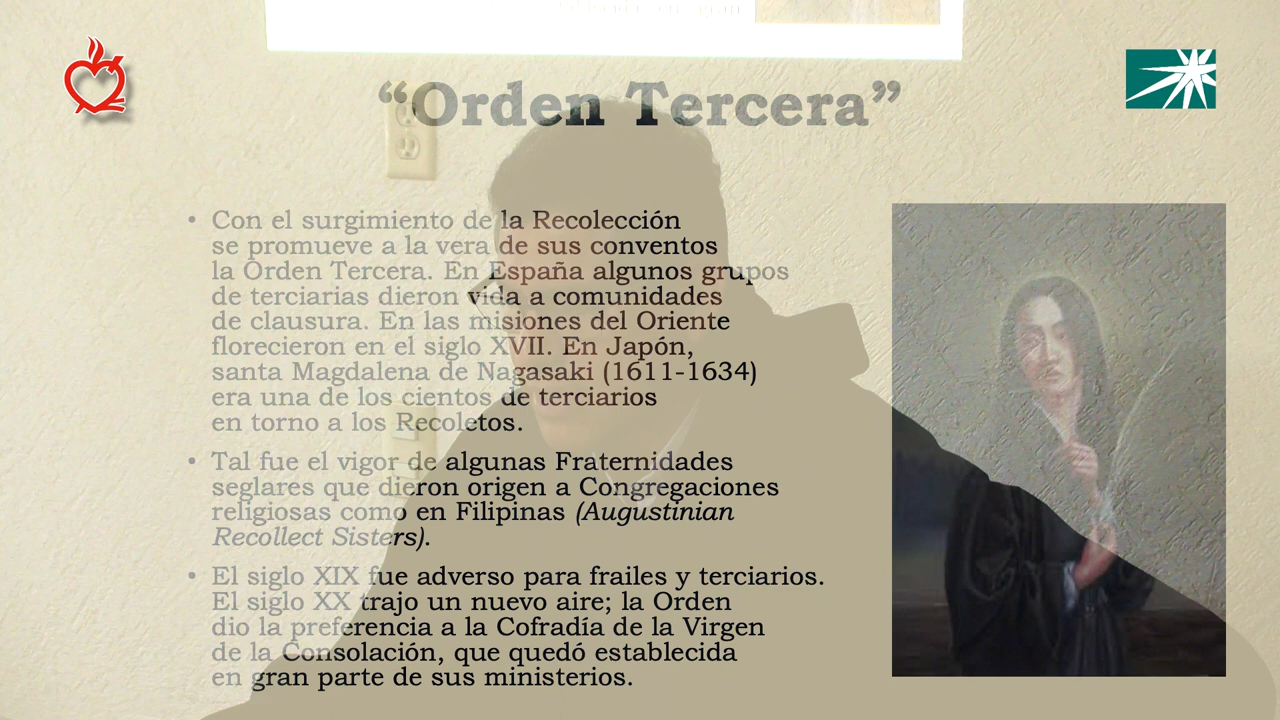 “Orden Tercera”
• Con el surgimiento de la Recolección
se promueve a la vera de sus conventos
la Orden Tercera. En España algunos grupos
de terciarias dieron vida a comunidades
de clausura. En las misiones del Oriente
florecieron en el siglo XVII. En Japón,
santa Magdalena de Nagasaki (1611-1634)
era una de los cientos de terciarios
en torno a los Recoletos.
• Tal fue el vigor de algunas Fraternidades
seglares que dieron origen a Congregaciones
religiosas como en Filipinas (Augustinian
Recollect Sisters).
• El siglo XIX fue adverso para frailes y terciarios.
El siglo XX trajo un nuevo aire; la Orden
dio la preferencia a la Cofradía de la Virgen
de la Consolación, que quedó establecida
en gran parte de sus ministerios.